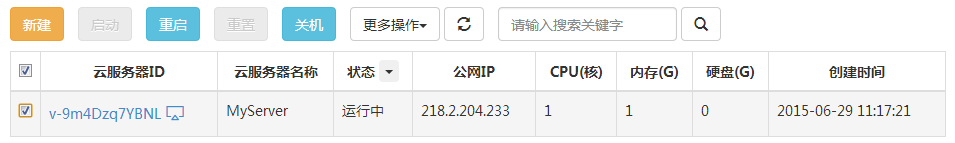 新建 启动 重启 重置 关机 更多操作 请输入搜索关键字
云服务器ID 云服务器名称 状态 公网IP CPU(核) 内存(G) 硬盘(G) 创建时间
v-9m4Dzq7YBNL MyServer 运行中 218.2.204.233 1 1 0 2015-06-29 11:17:21